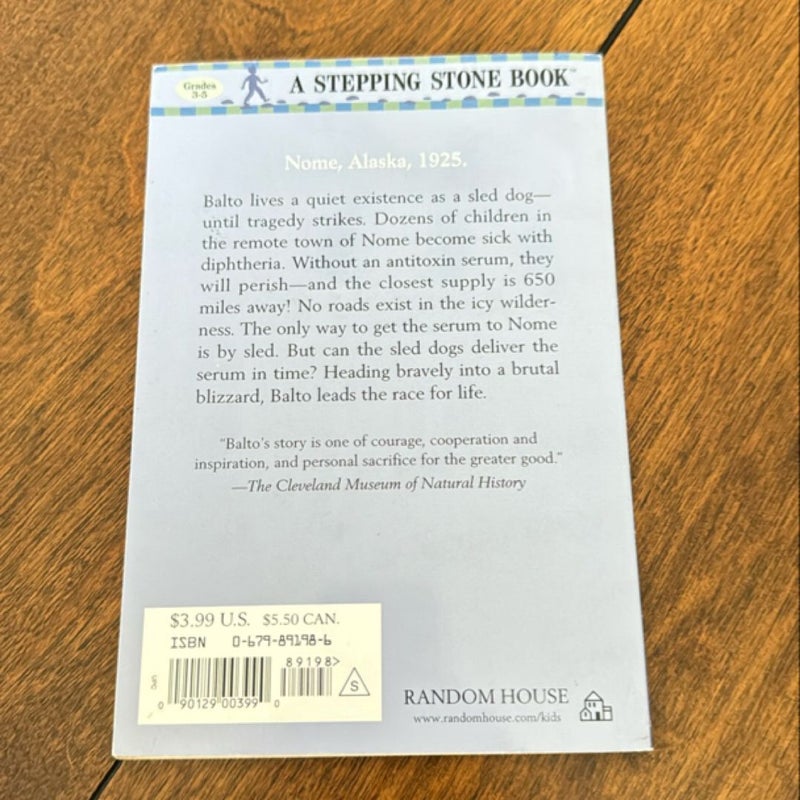 Grades
3-5
A STEPPING STONE BOOK™
Nome, Alaska, 1925.
Balto lives a quiet existence as a sled dog—
until tragedy strikes. Dozens of children in
the remote town of Nome become sick with
diphtheria. Without an antitoxin serum, they
will perish—and the closest supply is 650
miles away! No roads exist in the icy wilder-
ness. The only way to get the serum to Nome
is by sled. But can the sled dogs deliver the
serum in time? Heading bravely into a brutal
blizzard, Balto leads the race for life.
"Balto's story is one of courage, cooperation and
inspiration, and personal sacrifice for the greater good."
—The Cleveland Museum of Natural History
$3.99 U.S. $5.50 CAN.
ISBN 0-679-89198-6
89198>
UPC
S
0 90129 00399 0
RANDOM HOUSE
www.randomhouse.com/kids